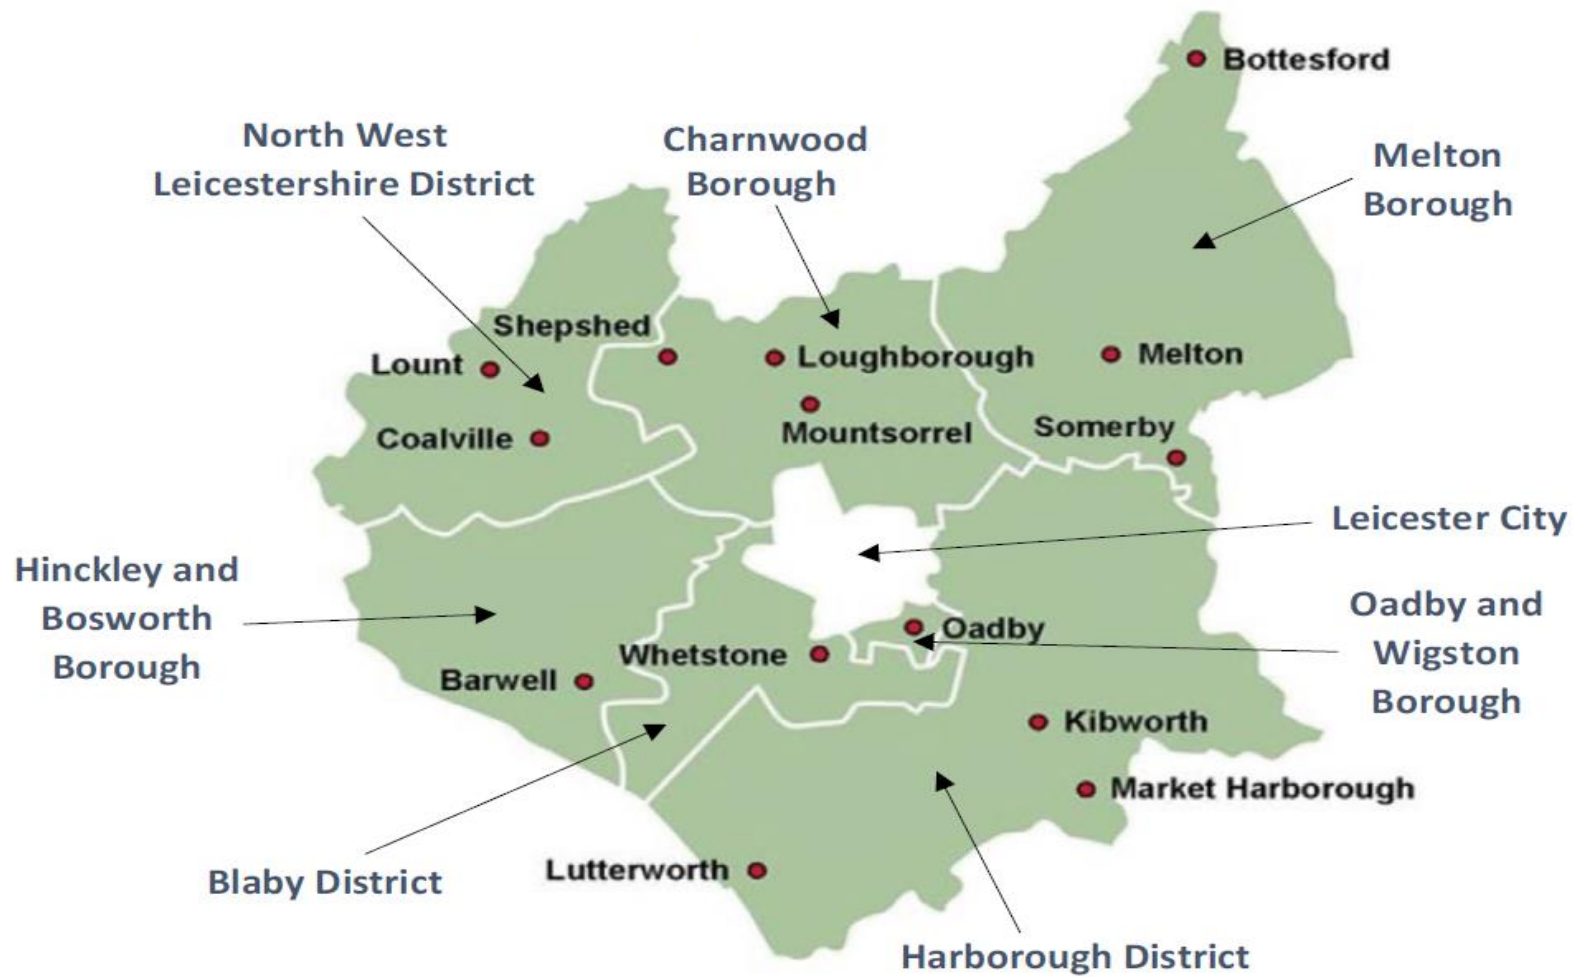 Bottesford
North West
Leicestershire District
Charnwood
Borough
Melton
Borough
Shepshed
Lount
Loughborough
Melton
Coalville
Mountsorrel
Somerby
Leicester City
Hinckley and
Bosworth
Borough
Oadby and
Wigston
Borough
Oadby
Whetstone
Barwell
Kibworth
Market Harborough
Blaby District
Lutterworth
Harborough District